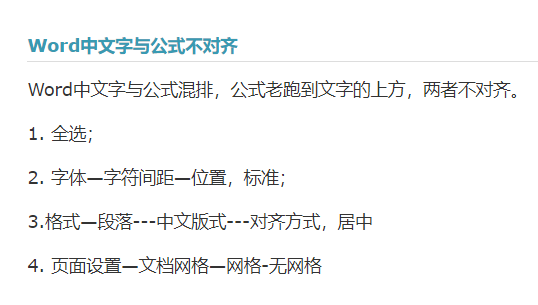 Word中文字与公式不对齐
Word中文字与公式混排，公式老跑到文字的上方，两者不对齐。
1. 全选；
2. 字体—字符间距—位置，标准；
3.格式—段落---中文版式---对齐方式，居中
4. 页面设置—文档网格—网格-无网格